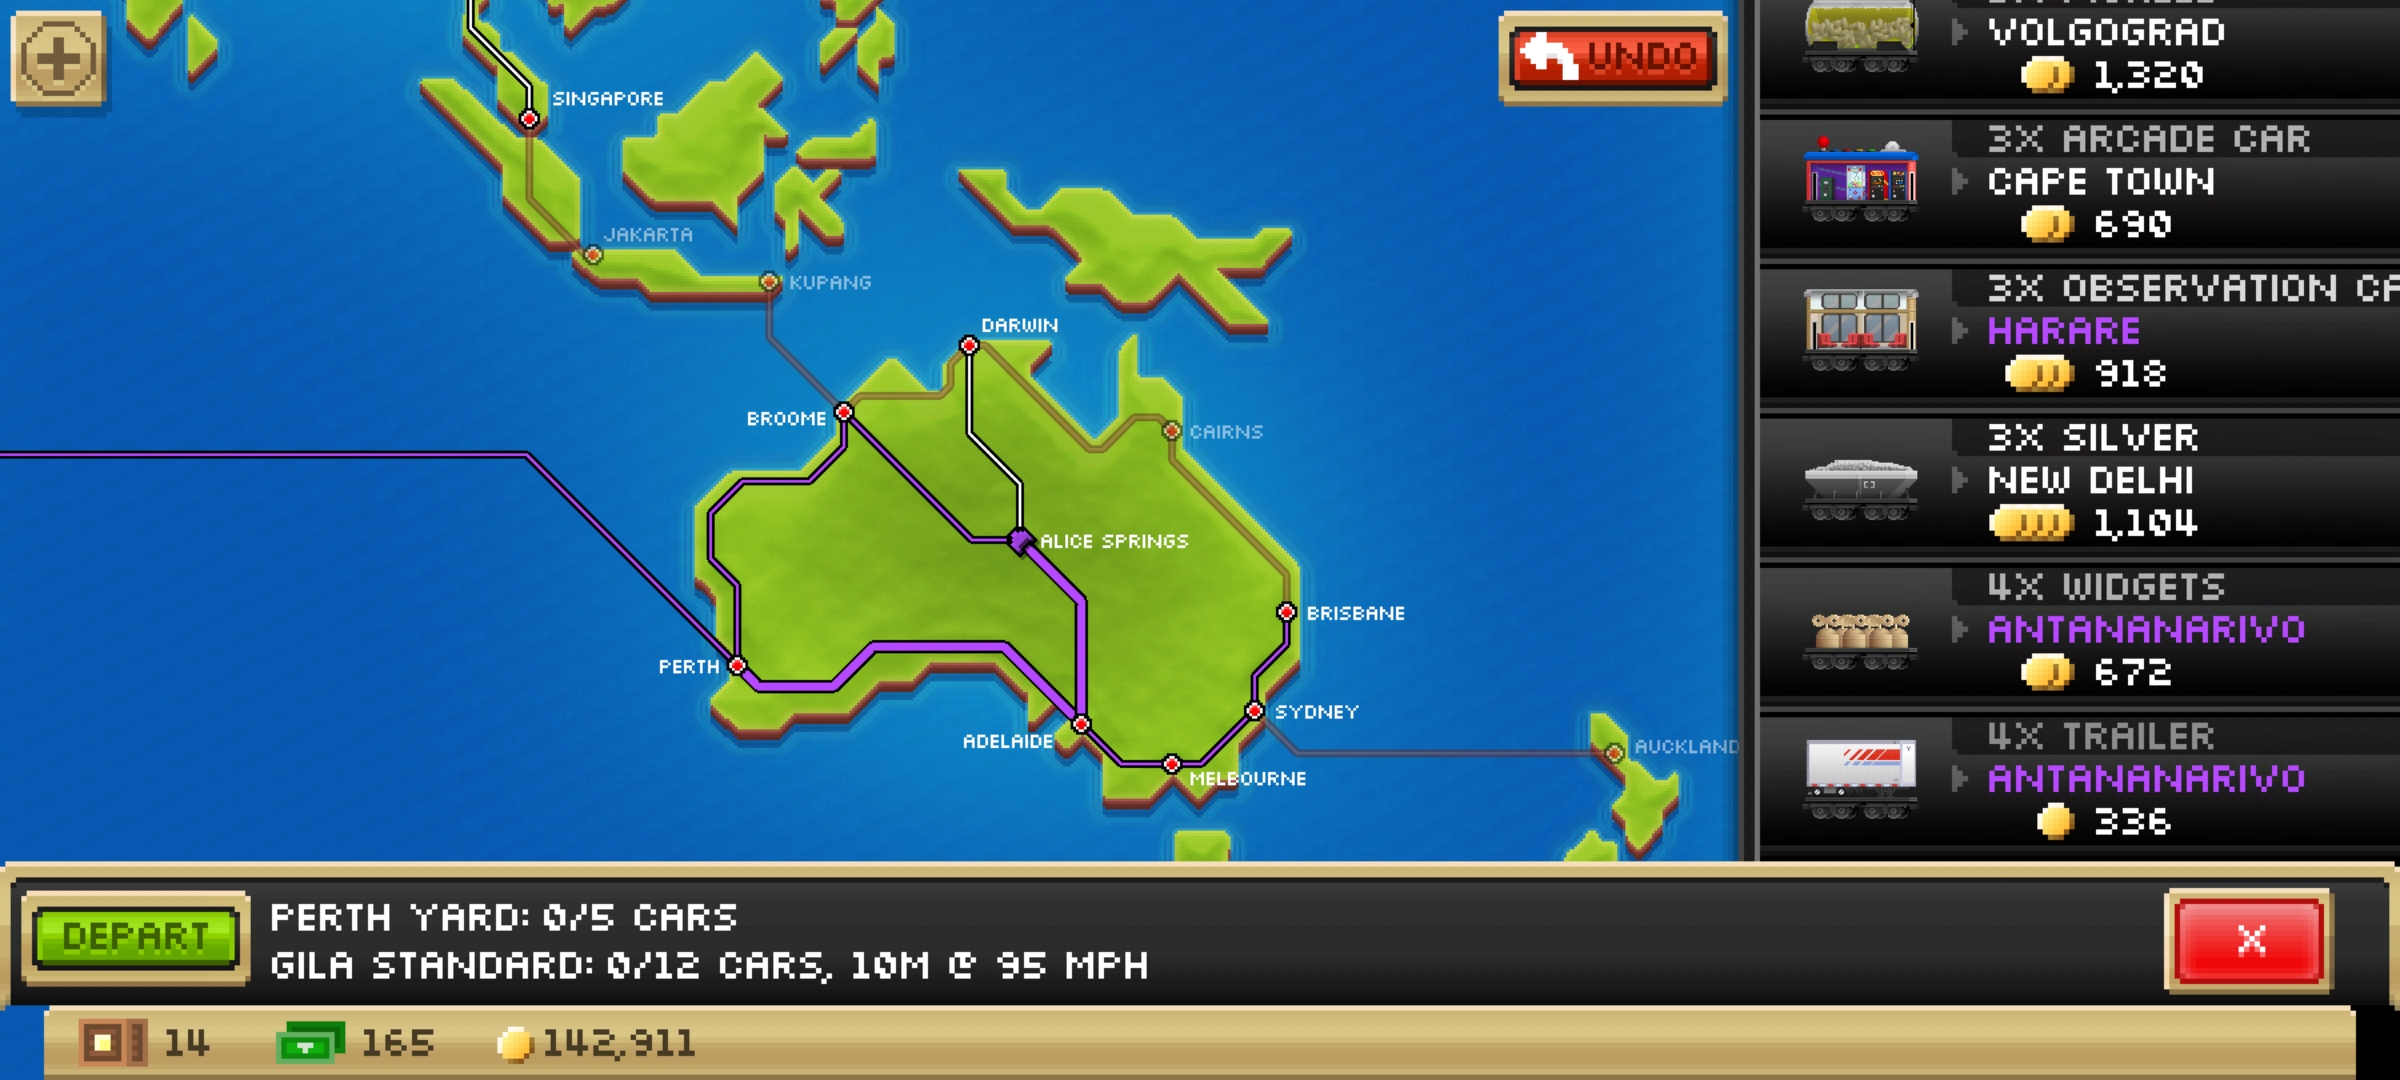 UNDO
SINGAPORE
JAKARTA
KUPANG
DARWIN
BROOME
CAIRNS
ALICE SPRINGS
BRISBANE
PERTH
SYDNEY
ADELAIDE
MELBOURNE
AUCKLAND
VOLGOGRAD
1,320
3X ARCADE CAR
CAPE TOWN
690
3X OBSERVATION CA
HARARE
918
3X SILVER
NEW DELHI
1,104
4X WIDGETS
ANTANANARIVO
672
4X TRAILER
ANTANANARIVO
336
DEPART
PERTH YARD: 0/5 CARS
GILA STANDARD: 0/12 CARS, 10M @ 95 MPH
X
14
165
142,911